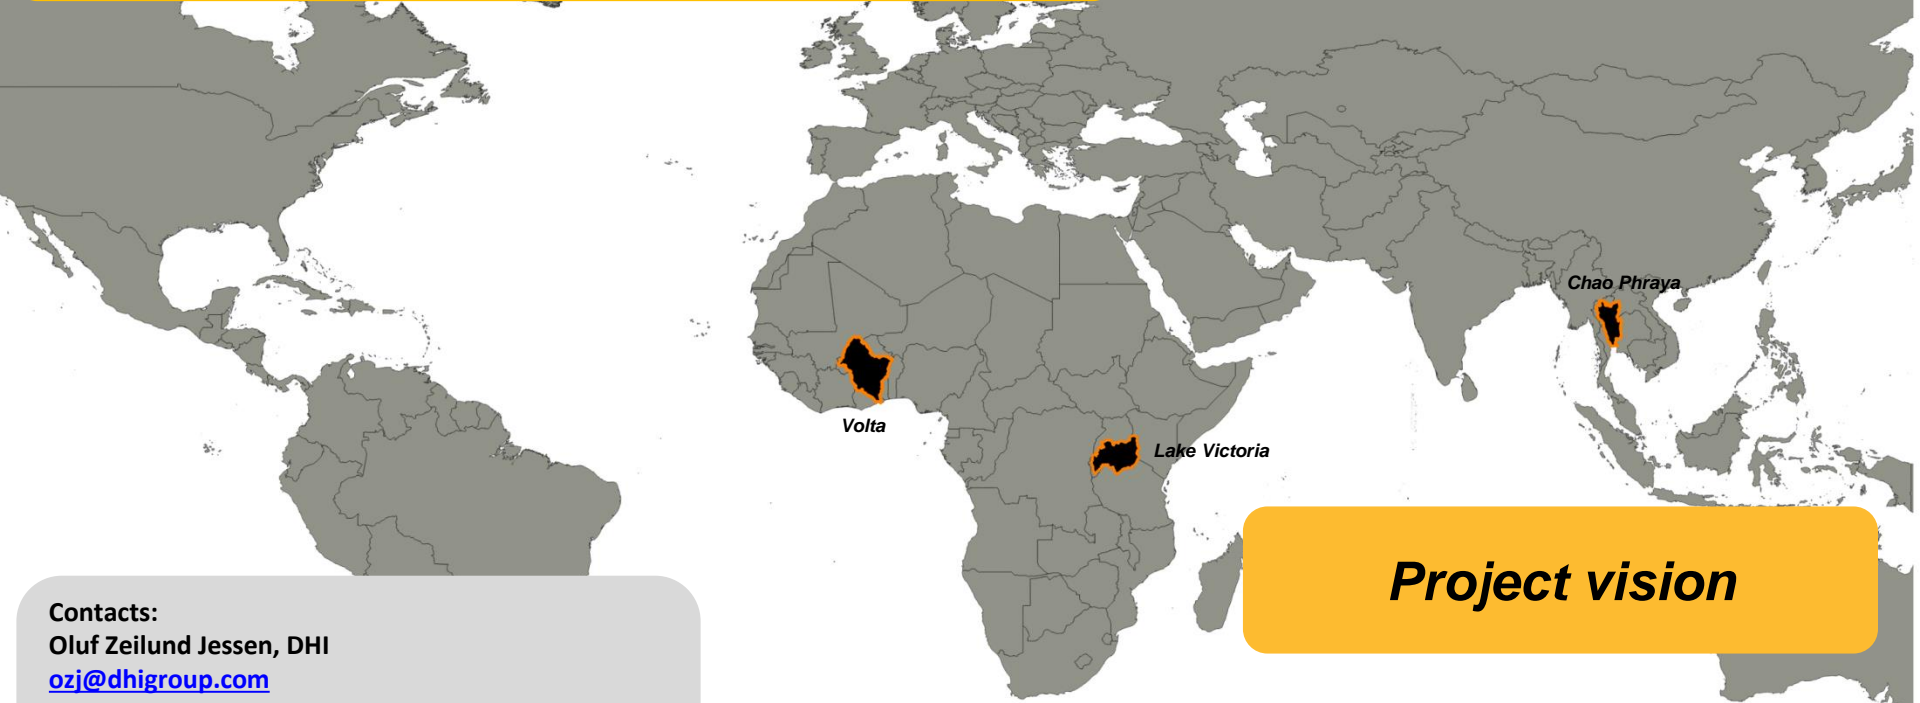 Chao Phraya
Volta
Lake Victoria
Project vision
Contacts:
Oluf Zeilund Jessen, DHI
ozj@dhigroup.com